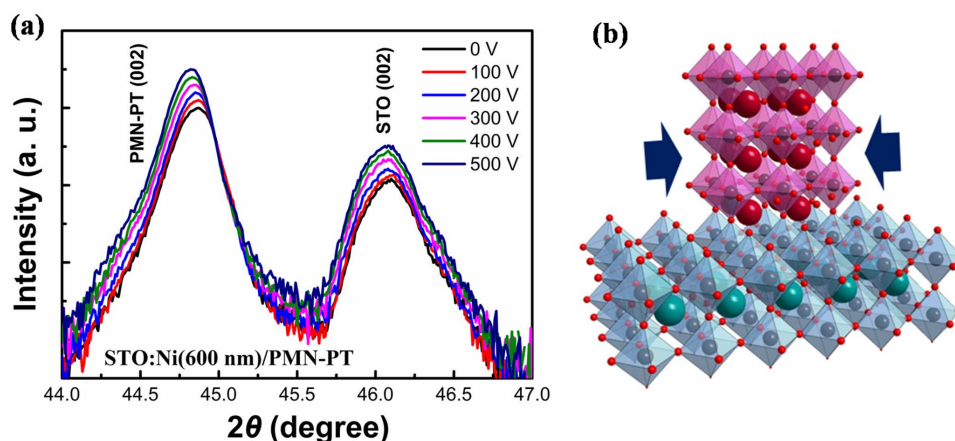 (a)
PMN-PT (002)
STO (002)
0 V
100 V
200 V
300 V
400 V
500 V
Intensity (a. u.)
STO:Ni(600 nm)/PMN-PT
44.0 44.5 45.0 45.5 46.0 46.5 47.0
2θ (degree)
(b)